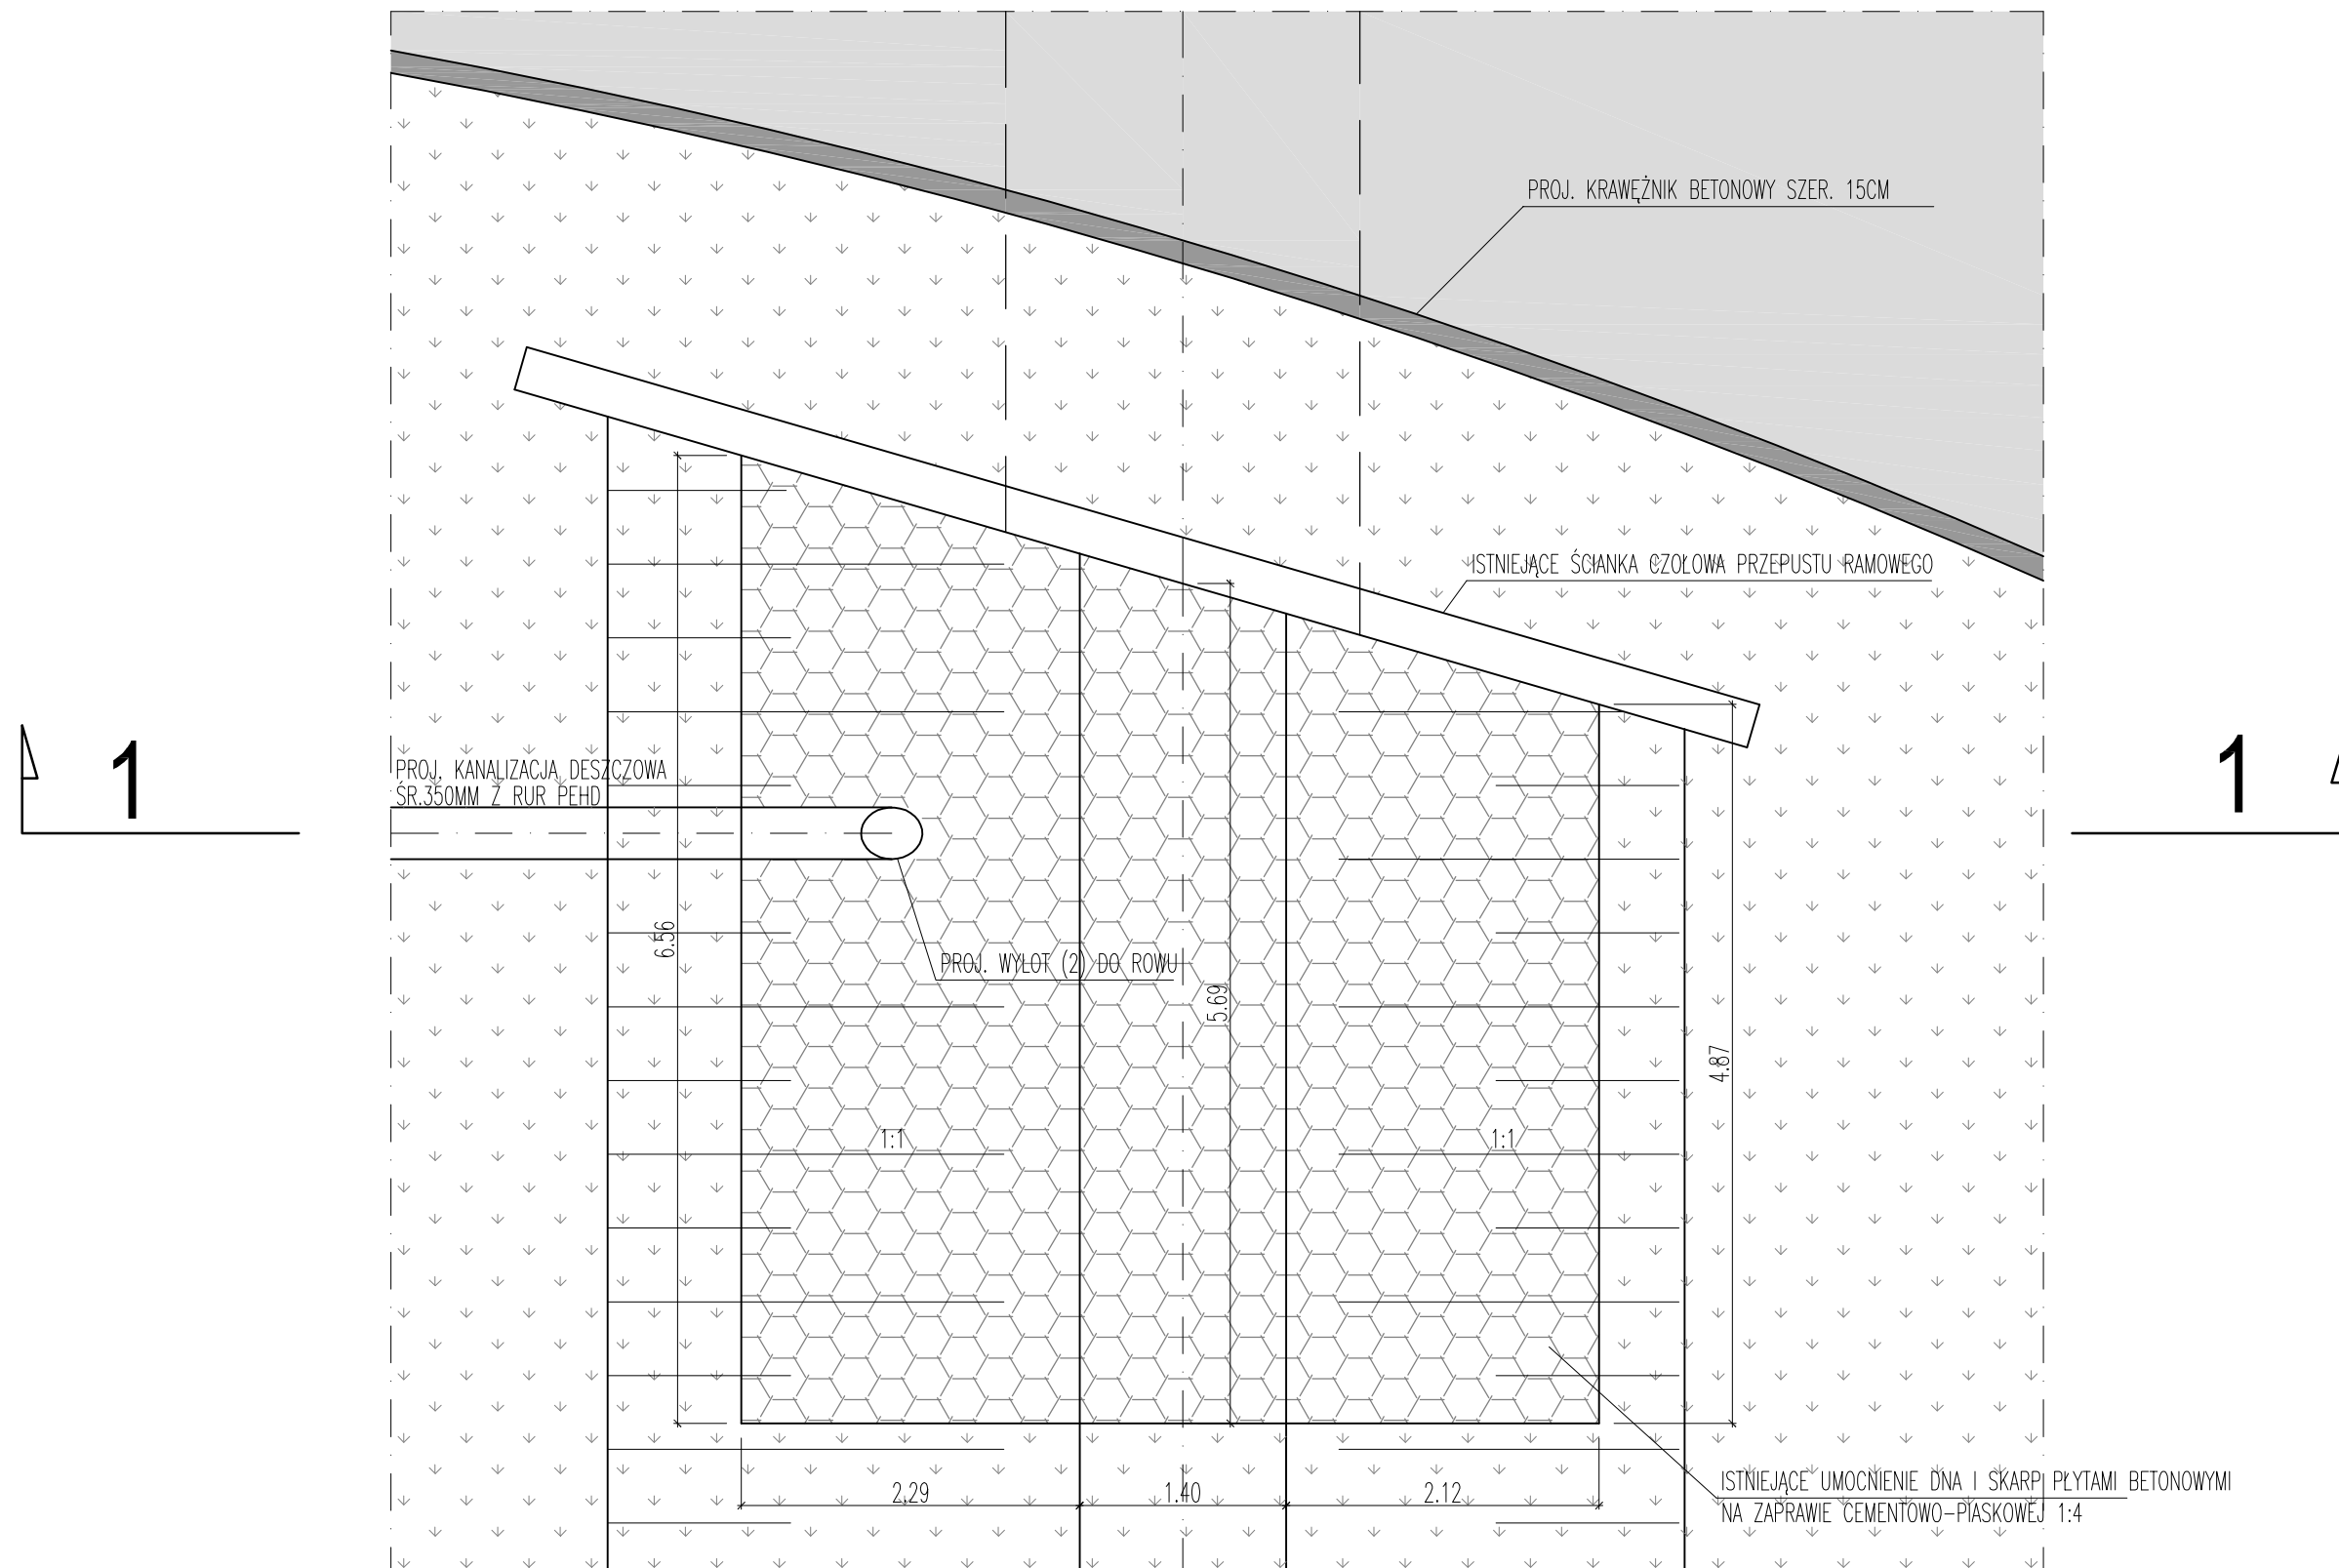 PROJ. KRAWĘŻNIK BETONOWY SZER. 15CM
ISTNIEJĄCE ŚCIANKA CZOŁOWA PRZEPUSTU RAMOWEGO
1
1
PROJ. KANALIZACJA DESZCZOWA
ŚR.350MM Z RUR PEHD
6.56
PROJ. WYLOT (2) DO ROWU
5.69
4.87
1:1
1:1
2.29
1.40
2.12
ISTNIEJĄCE UMOCNIENIE DNA I SKARP PŁYTAMI BETONOWYMI
NA ZAPRAWIE CEMENTOWO-PIASKOWEJ 1:4